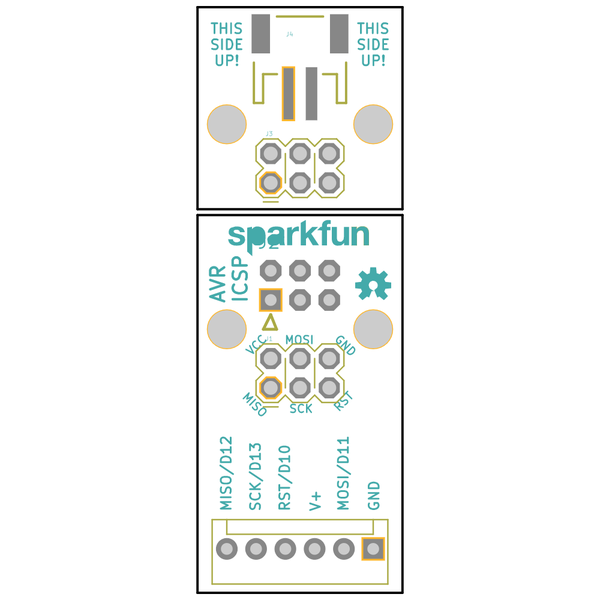 THIS
SIDE
UP!
J4
THIS
SIDE
UP!
J3
sparkfun
J2
AVR
ICSP
J1
VCC
MOSI
GND
MISO
SCK
RST
MISO/D12
SCK/D13
RST/D10
V+
MOSI/D11
GND